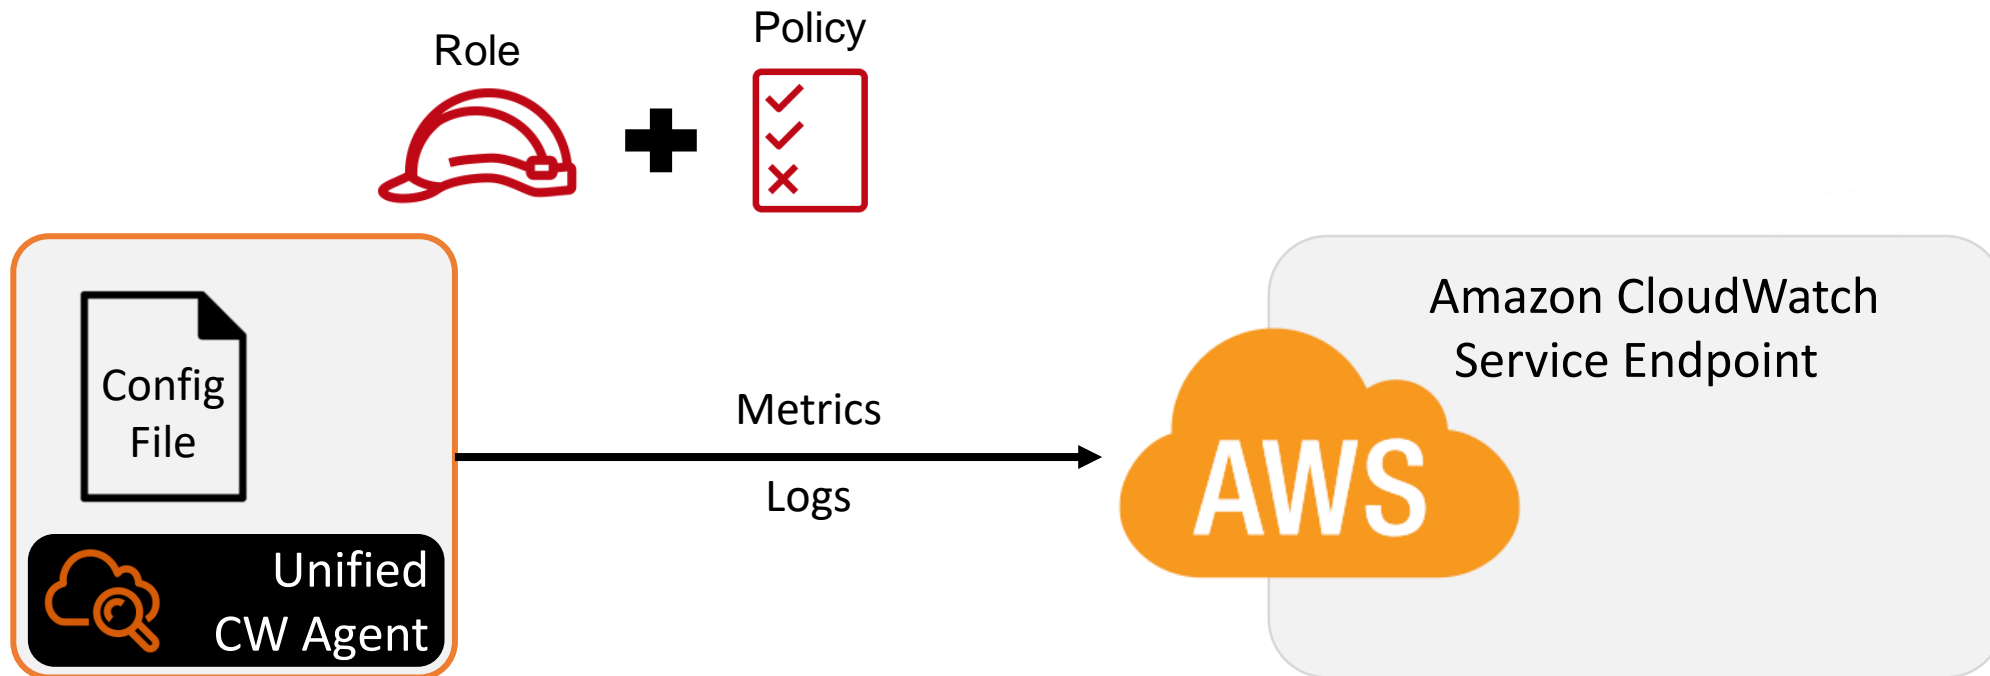 Role
Policy
Config
File
Unified
CW Agent
Metrics
Logs
AWS
Amazon CloudWatch
Service Endpoint